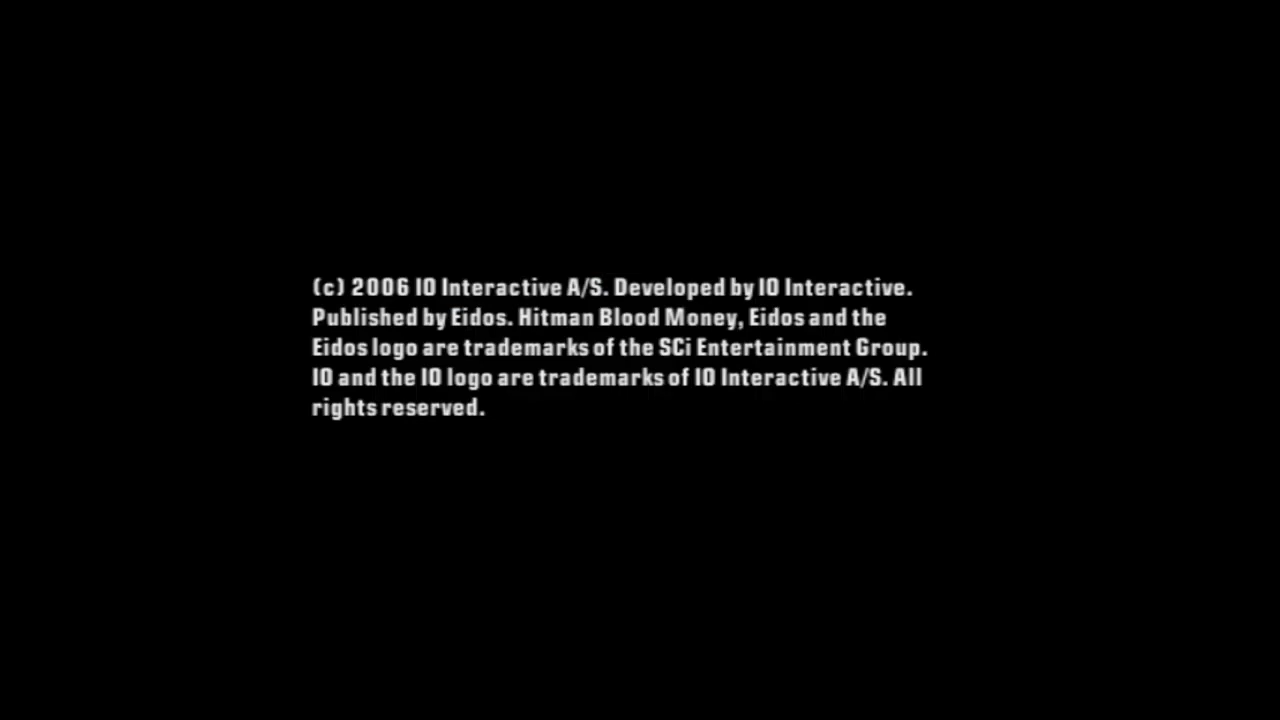 (c) 2006 IO Interactive A/S. Developed by IO Interactive.
Published by Eidos. Hitman Blood Money, Eidos and the
Eidos logo are trademarks of the SCi Entertainment Group.
IO and the IO logo are trademarks of IO Interactive A/S. All
rights reserved.